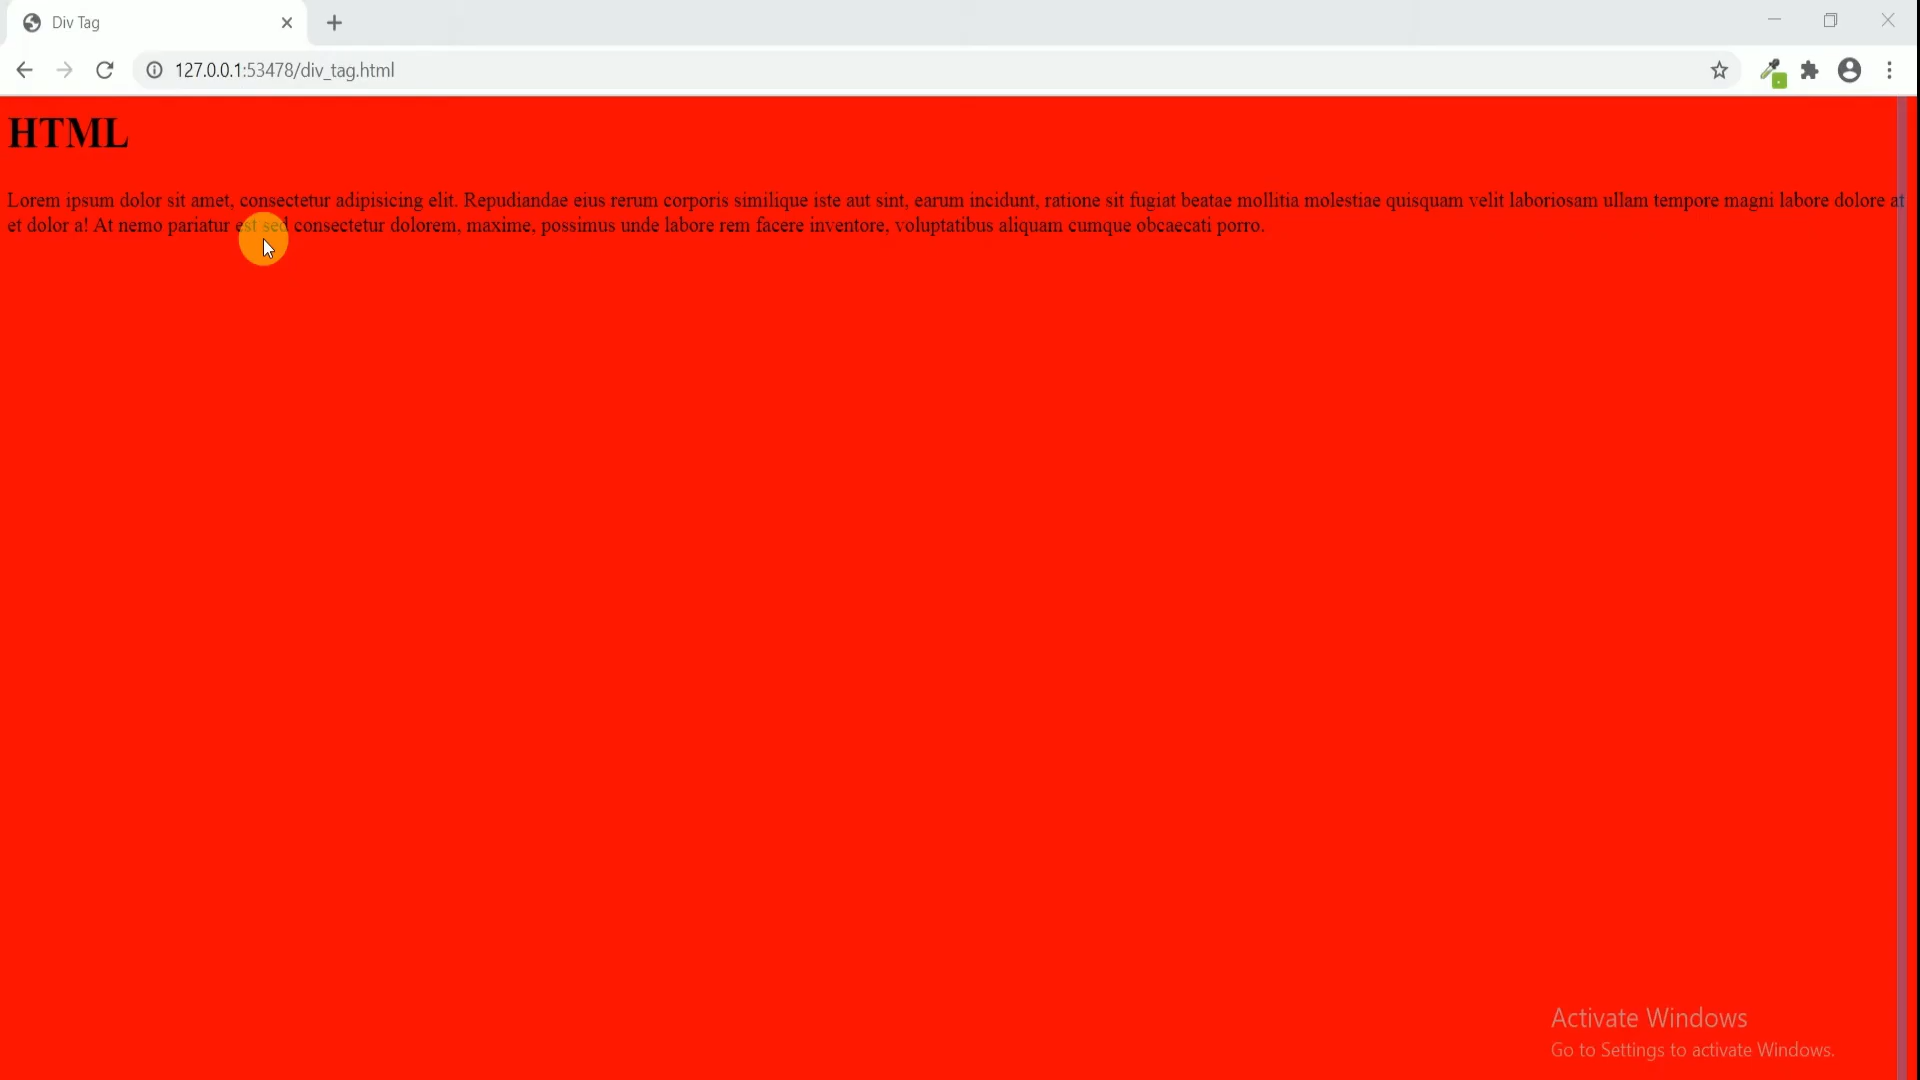 Div Tag
127.0.0.1:53478/div_tag.html
HTML
Lorem ipsum dolor sit amet, consectetur adipisicing elit. Repudiandae eius rerum corporis similique iste aut sint, earum incidunt, ratione sit fugiat beatae mollitia molestiae quisquam velit laboriosam ullam tempore magni labore dolore at
et dolor a! At nemo pariatur est sed consectetur dolorem, maxime, possimus unde labore rem facere inventore, voluptatibus aliquam cumque obcaecati porro.
Activate Windows
Go to Settings to activate Windows.